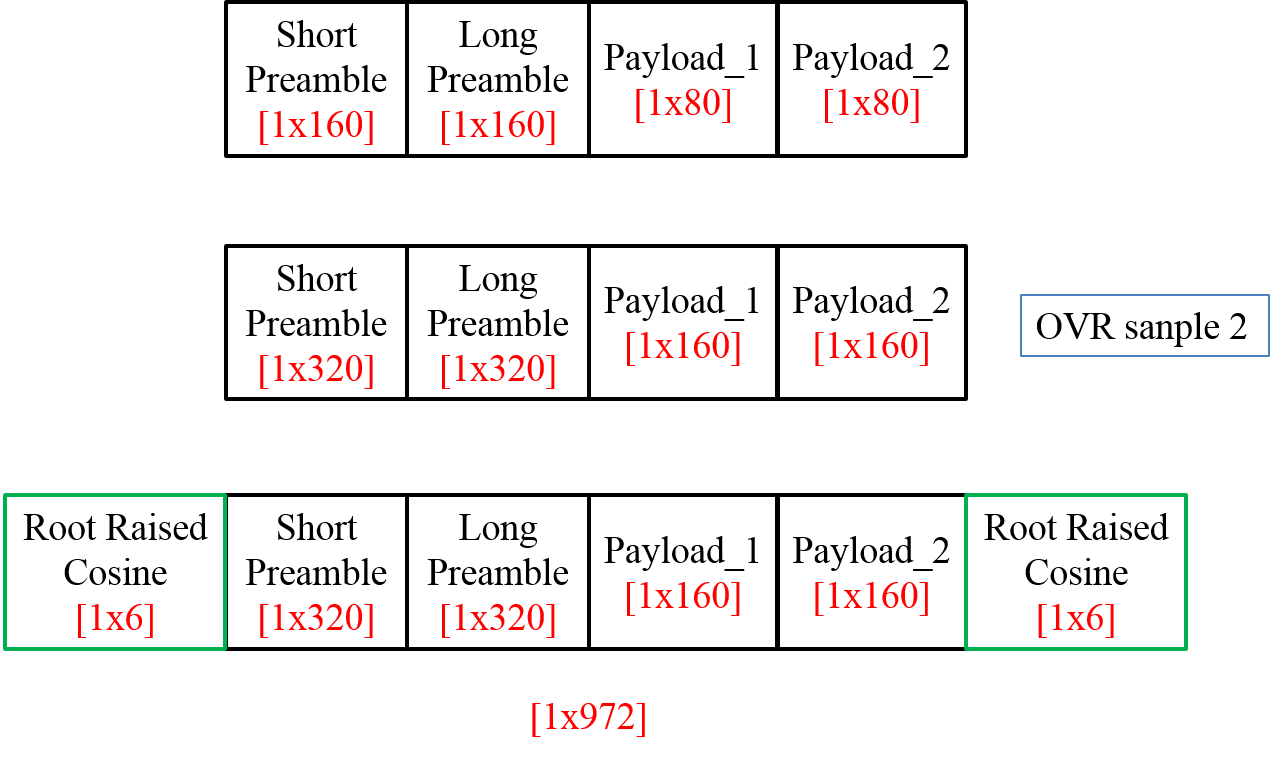 Short
Preamble
[1x160]
Long
Preamble
[1x160]
Payload_1
[1x80]
Payload_2
[1x80]
Short
Preamble
[1x320]
Long
Preamble
[1x320]
Payload_1
[1x160]
Payload_2
[1x160]
OVR sanple 2
Root Raised
Cosine
[1x6]
Short
Preamble
[1x320]
Long
Preamble
[1x320]
Payload_1
[1x160]
Payload_2
[1x160]
Root Raised
Cosine
[1x6]
[1x972]